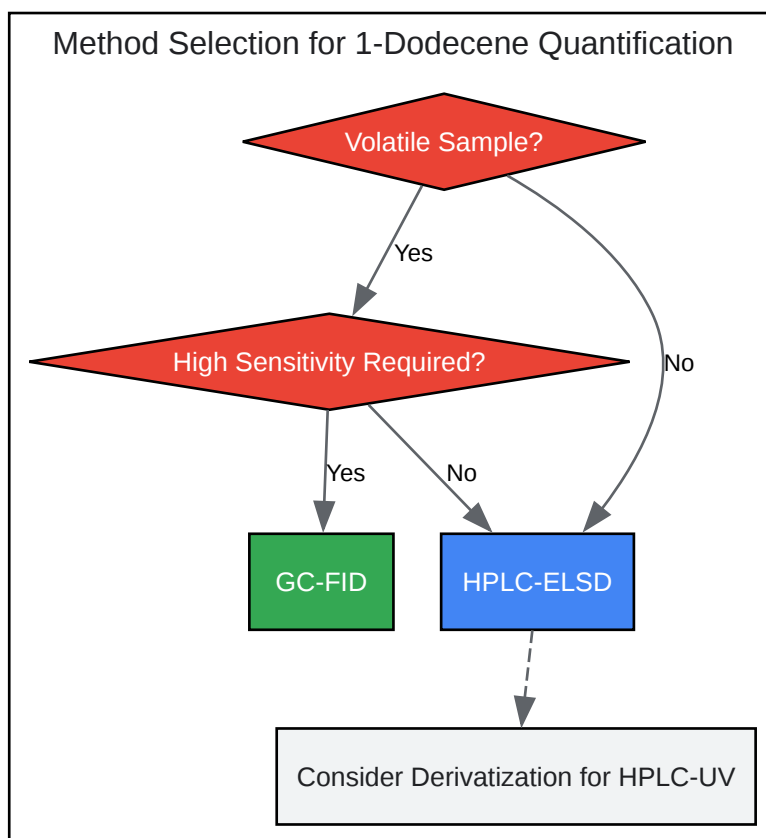 Method Selection for 1-Dodecene Quantification
Volatile Sample?
Yes
No
High Sensitivity Required?
Yes
No
GC-FID
HPLC-ELSD
Consider Derivatization for HPLC-UV